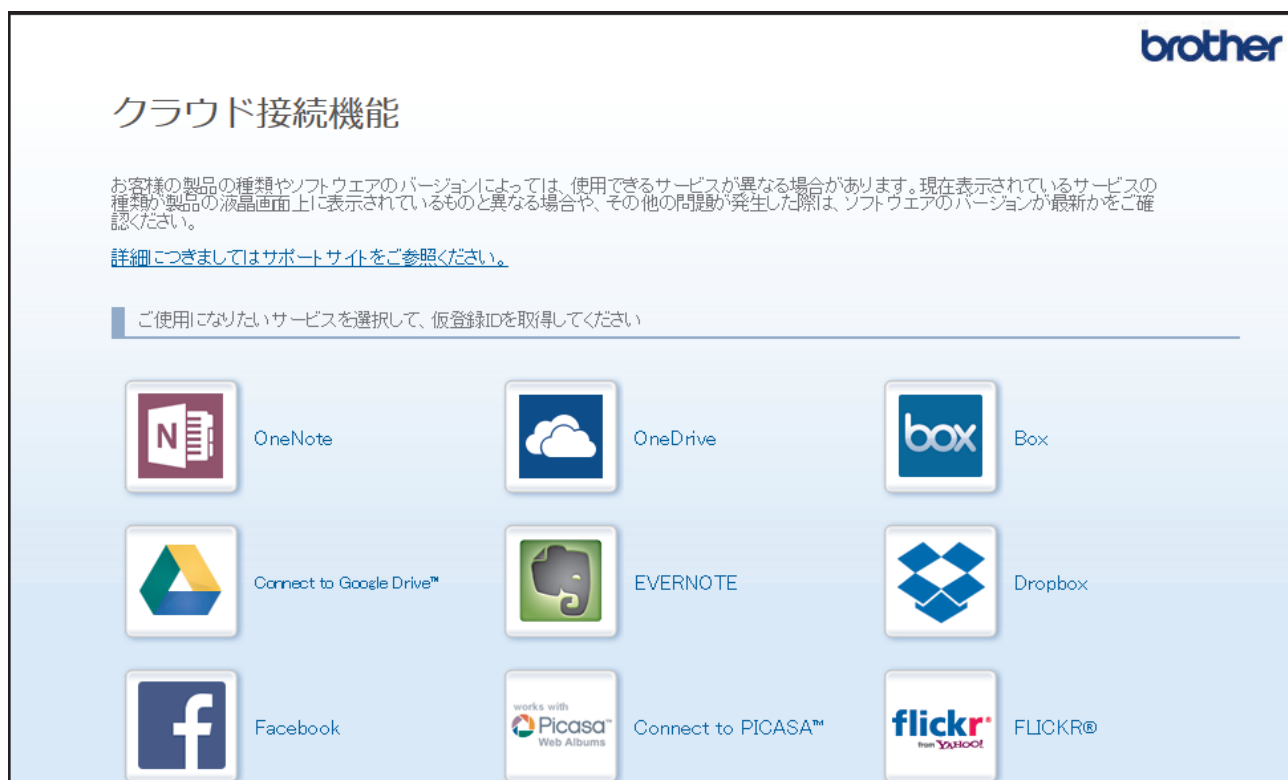 brother
クラウド接続機能
お客様の製品の種類やソフトウエアのバージョンによっては、使用できるサービスが異なる場合があります。現在表示されているサービスの
種類が製品の液晶画面上に表示されているものと異なる場合や、その他の問題が発生した際は、ソフトウエアのバージョンが最新かをご確
認ください。
詳細につきましてはサポートサイトをご参照ください。
ご使用になりたいサービスを選択して、仮登録IDを取得してください
N
OneNote
OneDrive
box
Box
Connect to Google Drive™
EVERNOTE
Dropbox
f
Facebook
works with
Picasa™
Web Albums
Connect to PICASA™
flickr
from YAHOO!
FLICKR®